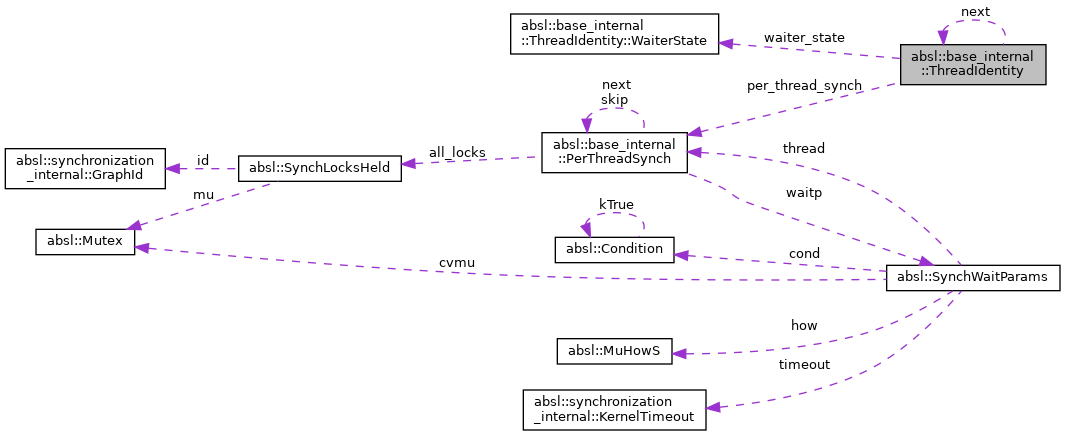 next
absl::base_internal
::ThreadIdentity::WaiterState
waiter_state
absl::base_internal
::ThreadIdentity
per_thread_synch
next
skip
absl::base_internal
::PerThreadSynch
thread
all_locks
absl::synchronization
_internal::GraphId
id
absl::SynchLocksHeld
mu
waitp
kTrue
absl::Mutex
absl::Condition
cond
cvmu
absl::SynchWaitParams
how
absl::MuHowS
timeout
absl::synchronization
_internal::KernelTimeout